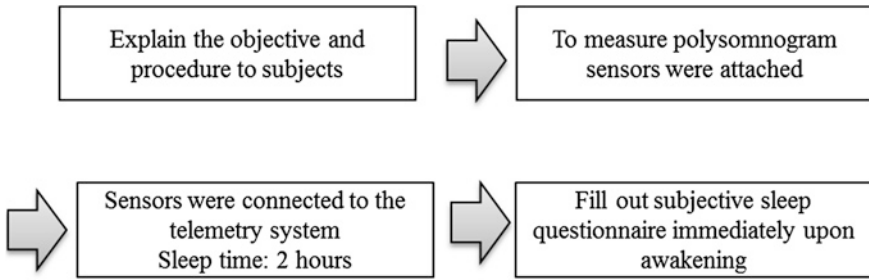 Explain the objective and
procedure to subjects
To measure polysomnogram
sensors were attached
Sensors were connected to the
telemetry system
Sleep time: 2 hours
Fill out subjective sleep
questionnaire immediately upon
awakening